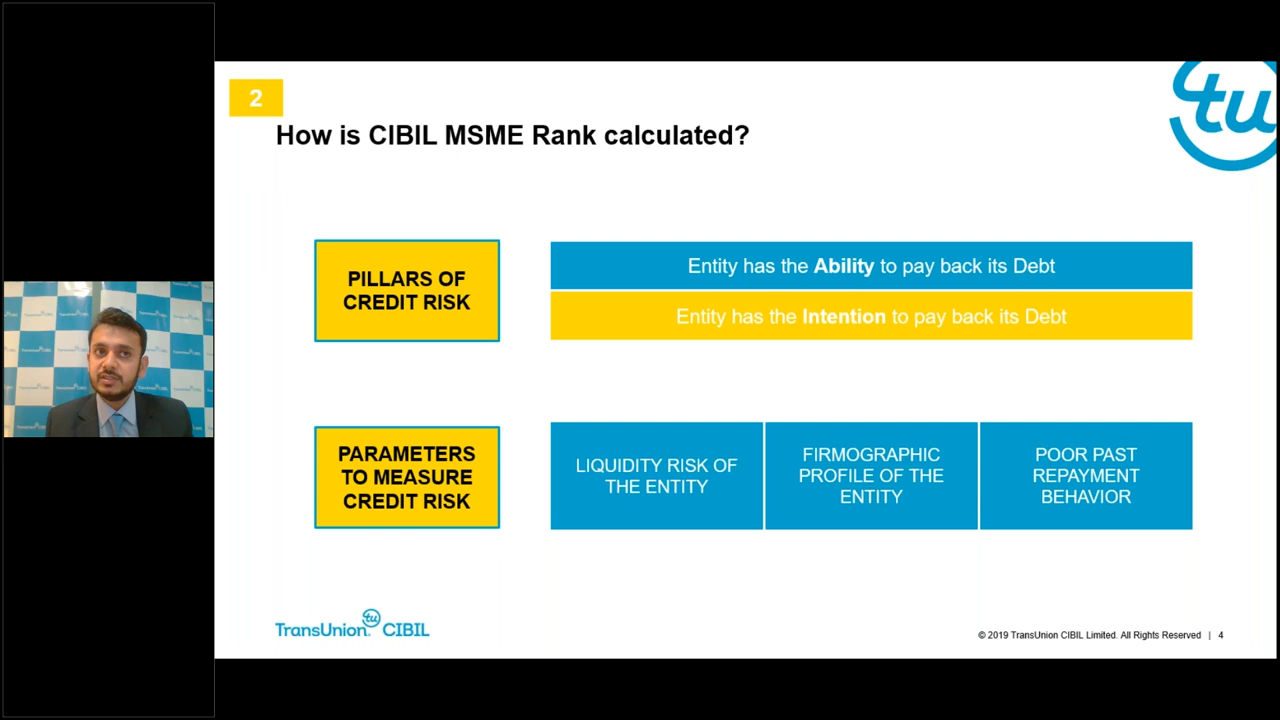 2
How is CIBIL MSME Rank calculated?
tu
PILLARS OF
CREDIT RISK
Entity has the Ability to pay back its Debt
Entity has the Intention to pay back its Debt
PARAMETERS
TO MEASURE
CREDIT RISK
LIQUIDITY RISK OF
THE ENTITY
FIRMOGRAPHIC
PROFILE OF THE
ENTITY
POOR PAST
REPAYMENT
BEHAVIOR
tu
TransUnion® CIBIL
© 2019 TransUnion CIBIL Limited. All Rights Reserved | 4